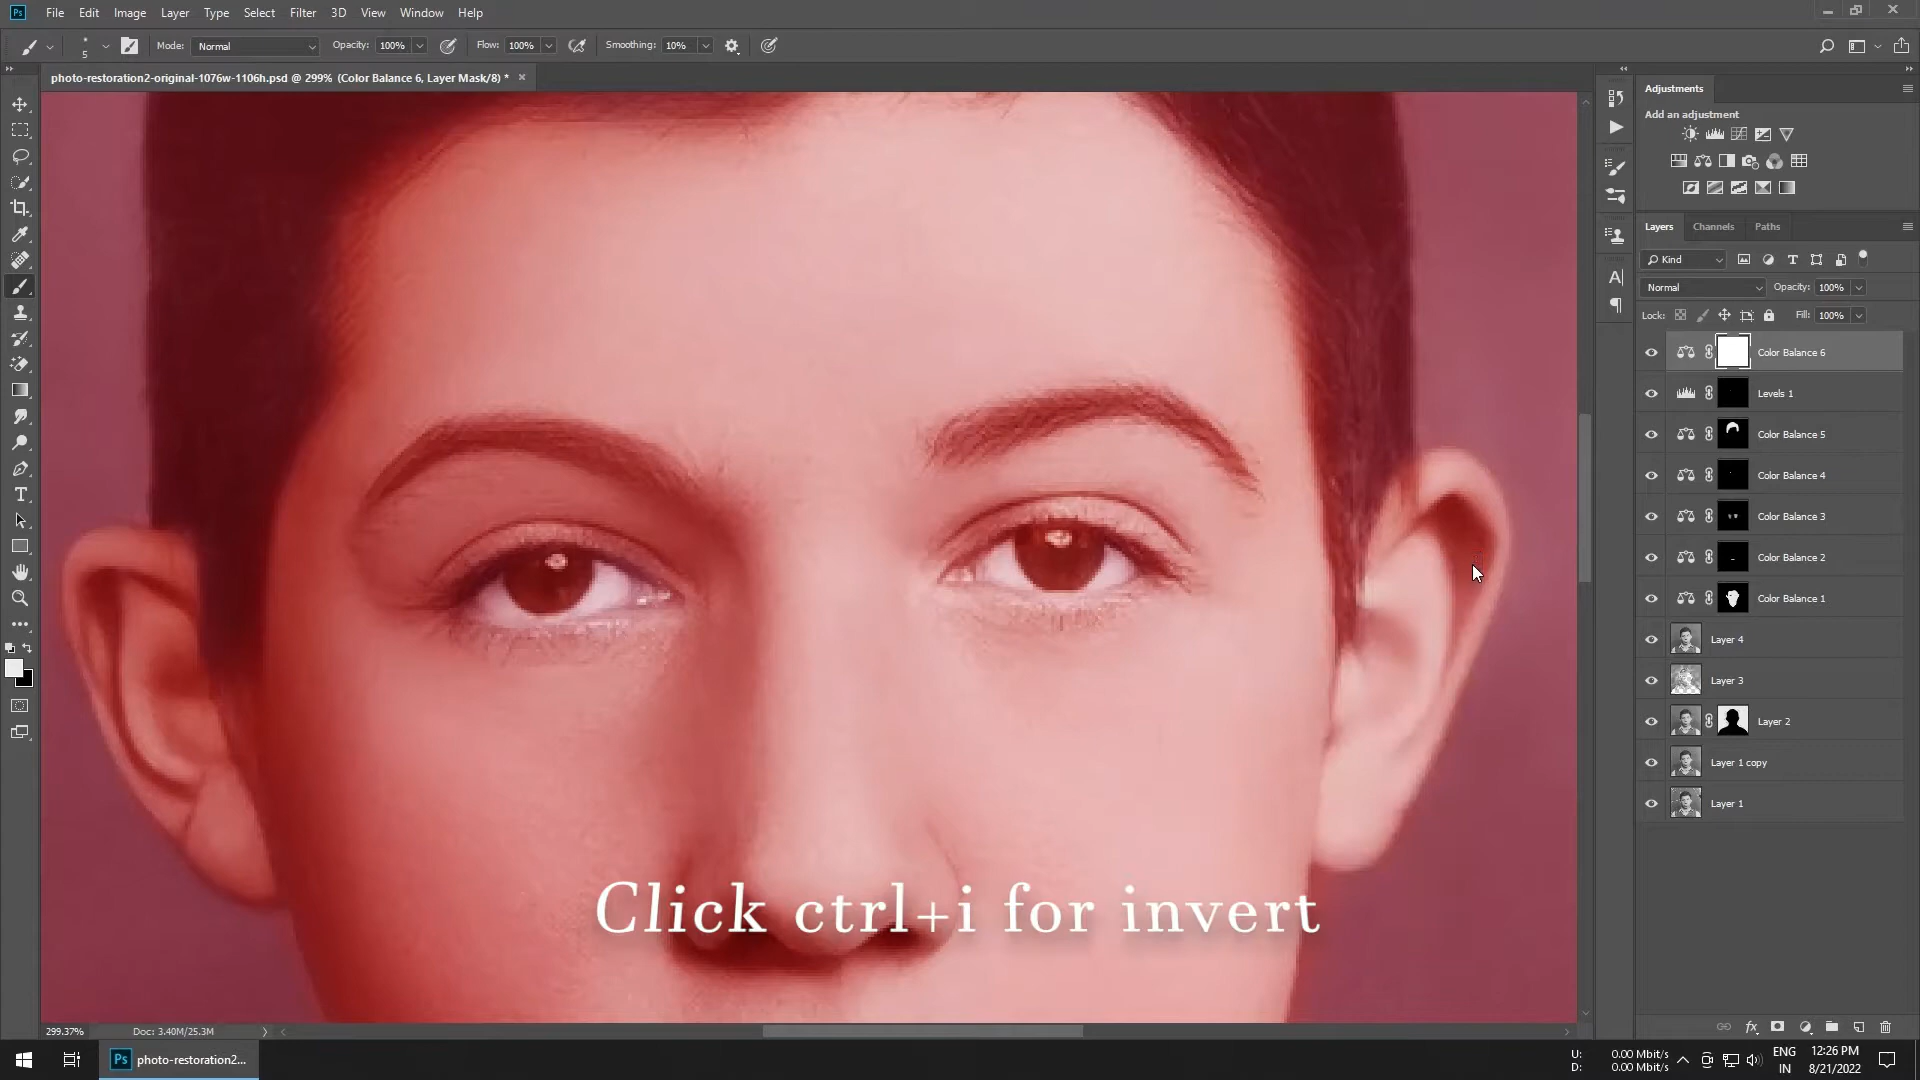 Ps File Edit Image Layer Type Select Filter 3D View Window Help
5 Mode: Normal Opacity: 100% Flow: 100% Smoothing: 10%
photo-restoration2-original-1076w-1106h.psd @ 299% (Color Balance 6, Layer Mask/8) * ×
Adjustments
Add an adjustment
Layers Channels Paths
Kind
Normal Opacity: 100%
Lock: Fill: 100%
Color Balance 6
Levels 1
Color Balance 5
Color Balance 4
Color Balance 3
Color Balance 2
Color Balance 1
Layer 4
Layer 3
Layer 2
Layer 1 copy
Layer 1
Click ctrl+i for invert
299.37% Doc: 3.40M/25.3M
Ps photo-restoration2...
U: 0.00 Mbit/s
D: 0.00 Mbit/s
ENG
IN
12:26 PM
8/21/2022